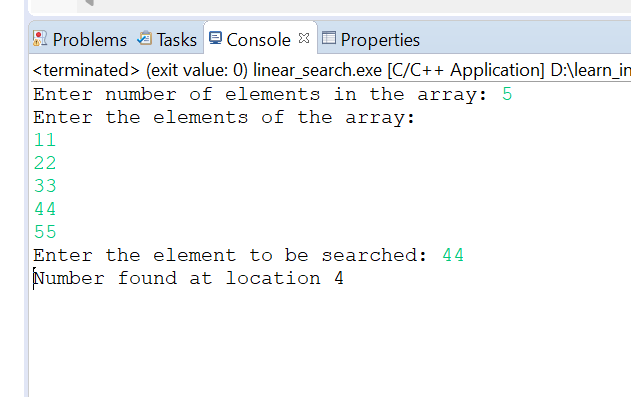 Problems Tasks Console Properties
<terminated> (exit value: 0) linear_search.exe [C/C++ Application] D:\learn_in
Enter number of elements in the array: 5
Enter the elements of the array:
11
22
33
44
55
Enter the element to be searched: 44
Number found at location 4